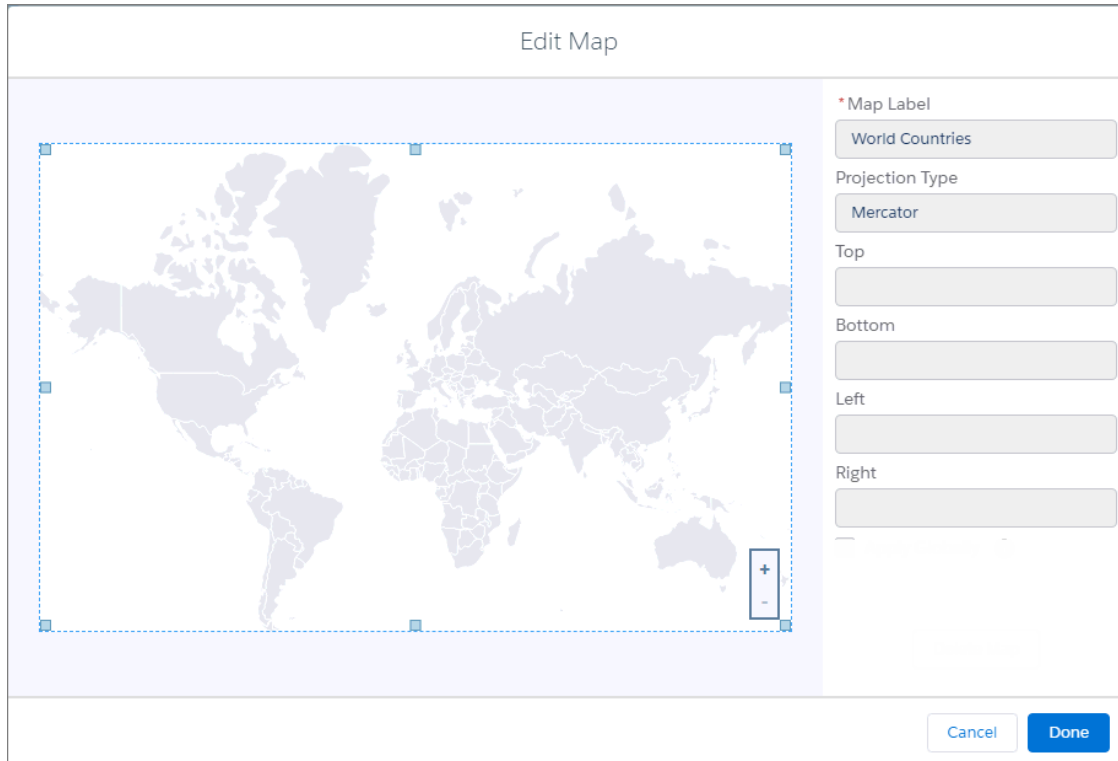 Edit Map
* Map Label
World Countries
Projection Type
Mercator
Top
Bottom
Left
Right
+
-
Cancel
Done